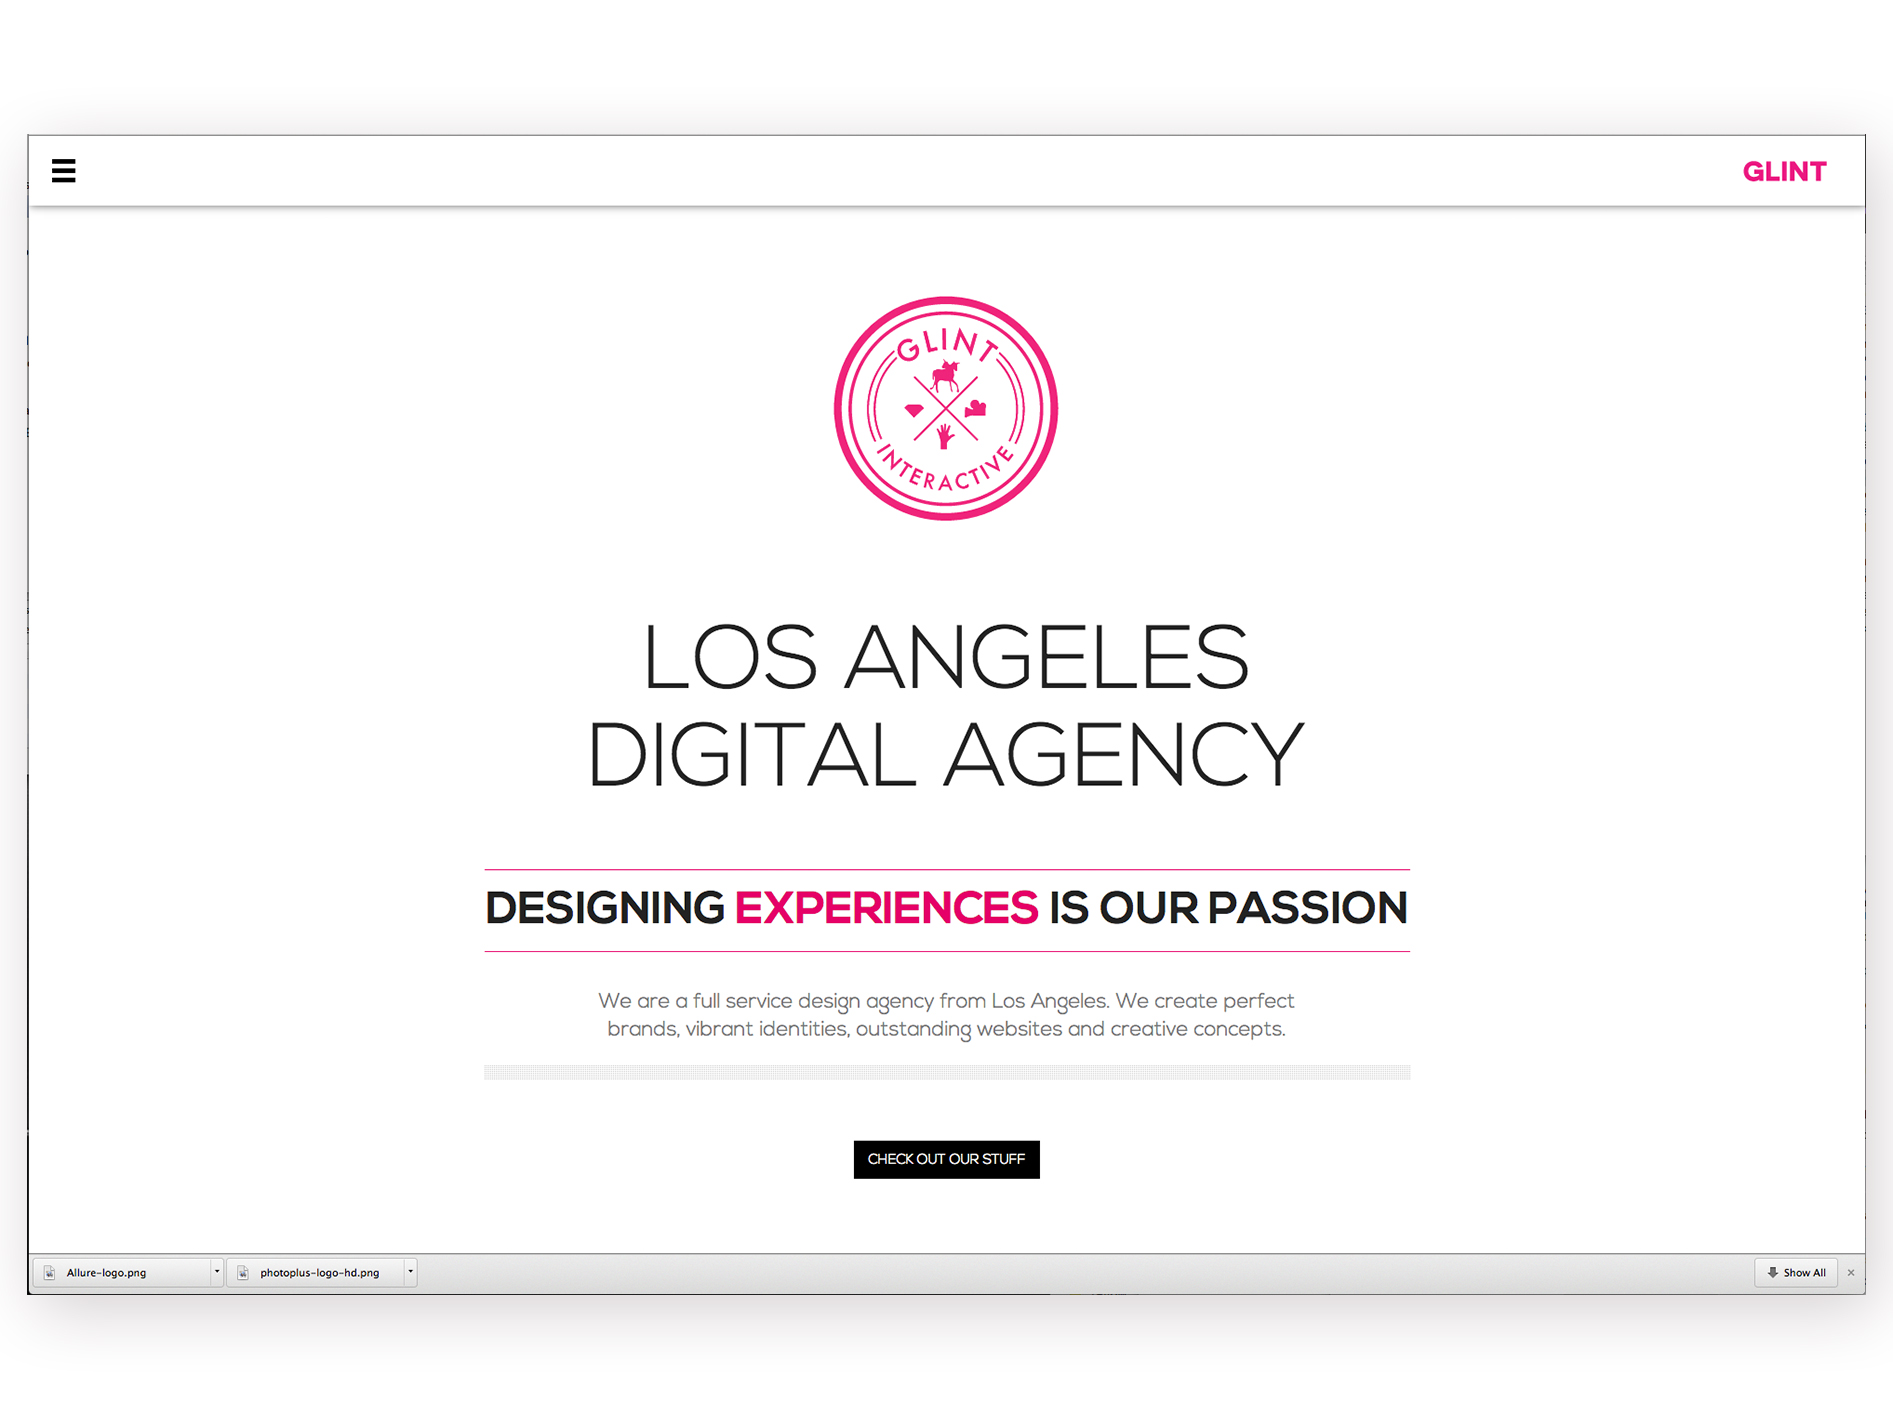 GLINT
GLINT
INTERACTIVE
LOS ANGELES
DIGITAL AGENCY
DESIGNING EXPERIENCES IS OUR PASSION
We are a full service design agency from Los Angeles. We create perfect
brands, vibrant identities, outstanding websites and creative concepts.
CHECK OUT OUR STUFF
Allure-logo.png photoplus-logo-hd.png Show All